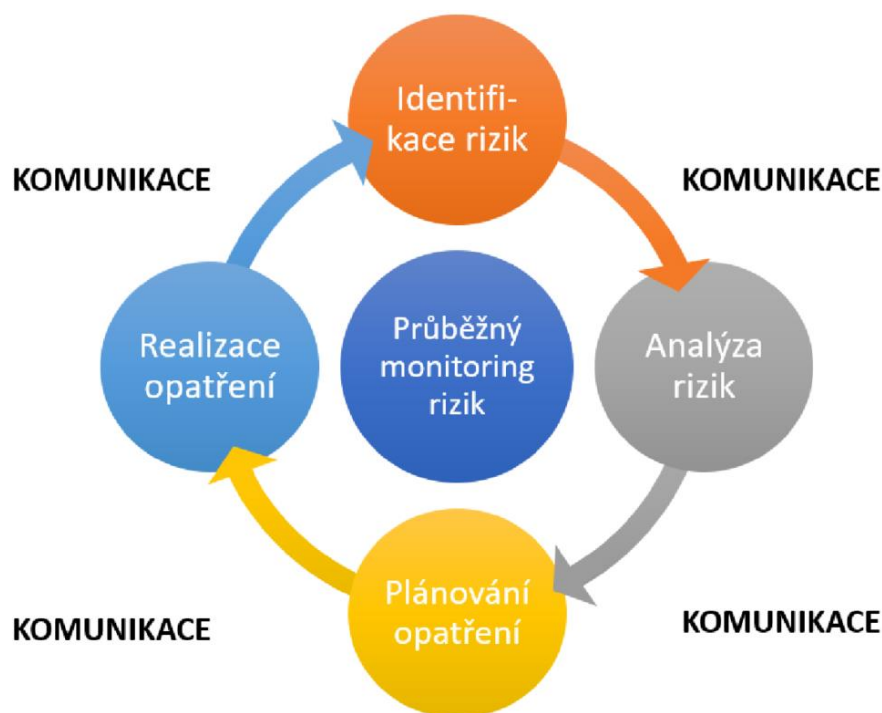 Identifi-
kace rizik
KOMUNIKACE
KOMUNIKACE
Realizace
opatření
Průběžný
monitoring
rizik
Analýza
rizik
Plánování
opatření
KOMUNIKACE
KOMUNIKACE